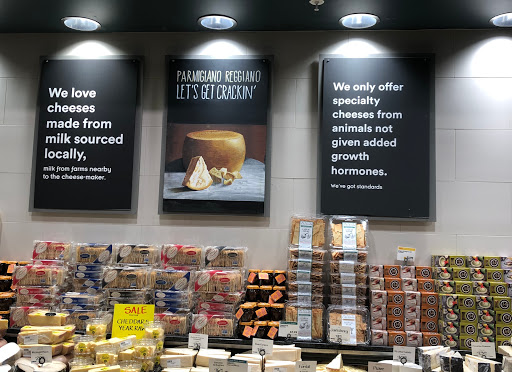 We love
cheeses
made from
milk sourced
locally,
milk from farms nearby
to the cheese-maker.
PARMIGIANO REGGIANO
LET'S GET CRACKIN'
We only offer
specialty
cheeses from
animals not
given added
growth
hormones.
We've got standards
SALE
CHEDDAR